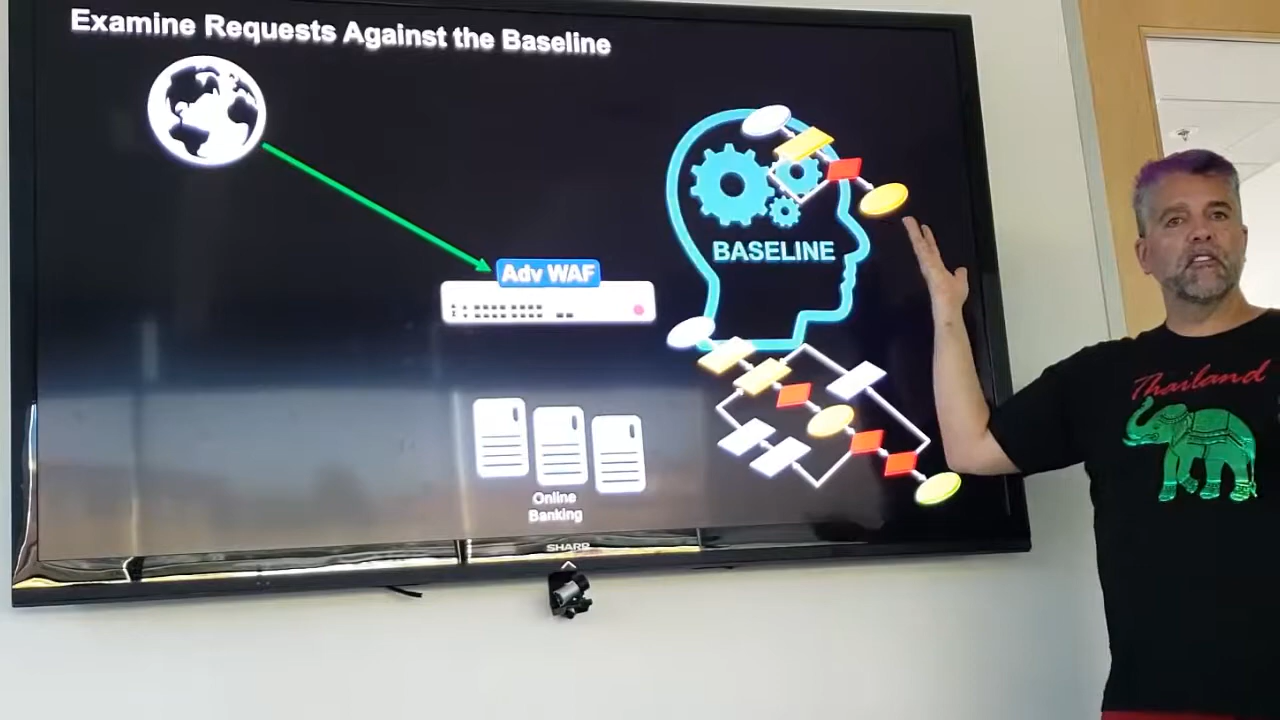 Examine Requests Against the Baseline
Adv WAF
BASELINE
Online
Banking
SHARP
Thailand